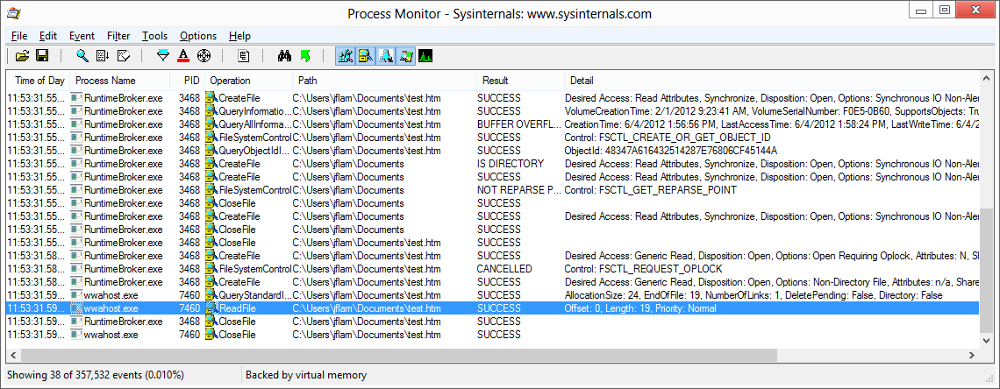 Process Monitor - Sysinternals: www.sysinternals.com
File Edit Event Filter Tools Options Help
Time of Day Process Name PID Operation Path Result Detail
11:53:31.55... RuntimeBroker.exe 3468 CreateFile C:\Users\jflam\Documents\test.htm SUCCESS Desired Access: Read Attributes, Synchronize, Disposition: Open, Options: Synchronous IO Non-Aler
11:53:31.55... RuntimeBroker.exe 3468 QueryInformatio... C:\Users\jflam\Documents\test.htm SUCCESS VolumeCreationTime: 2/1/2012 9:23:41 AM, VolumeSerialNumber: F0E5-0B60, SupportsObjects: Tru
11:53:31.55... RuntimeBroker.exe 3468 QueryAllInforma... C:\Users\jflam\Documents\test.htm BUFFER OVERFL... CreationTime: 6/4/2012 1:56:56 PM, LastAccessTime: 6/4/2012 1:58:24 PM, LastWriteTime: 6/4/2
11:53:31.55... RuntimeBroker.exe 3468 FileSystemControl C:\Users\jflam\Documents\test.htm SUCCESS Control: FSCTL_CREATE_OR_GET_OBJECT_ID
11:53:31.55... RuntimeBroker.exe 3468 QueryObjectIdI... C:\Users\jflam\Documents\test.htm SUCCESS ObjectId: 48347A616432514287E76806CF45144A
11:53:31.55... RuntimeBroker.exe 3468 CreateFile C:\Users\jflam\Documents IS DIRECTORY Desired Access: Read Attributes, Synchronize, Disposition: Open, Options: Synchronous IO Non-Aler
11:53:31.55... RuntimeBroker.exe 3468 CreateFile C:\Users\jflam\Documents SUCCESS Desired Access: Read Attributes, Synchronize, Disposition: Open, Options: Synchronous IO Non-Aler
11:53:31.55... RuntimeBroker.exe 3468 FileSystemControl C:\Users\jflam\Documents NOT REPARSE P... Control: FSCTL_GET_REPARSE_POINT
11:53:31.55... RuntimeBroker.exe 3468 CloseFile C:\Users\jflam\Documents SUCCESS
11:53:31.55... RuntimeBroker.exe 3468 CreateFile C:\Users\jflam\Documents SUCCESS Desired Access: Read Attributes, Synchronize, Disposition: Open, Options: Synchronous IO Non-Aler
11:53:31.55... RuntimeBroker.exe 3468 CloseFile C:\Users\jflam\Documents SUCCESS
11:53:31.55... RuntimeBroker.exe 3468 CloseFile C:\Users\jflam\Documents\test.htm SUCCESS
11:53:31.58... RuntimeBroker.exe 3468 CreateFile C:\Users\jflam\Documents\test.htm SUCCESS Desired Access: Generic Read, Disposition: Open, Options: Open Requiring Oplock, Attributes: N, Sh
11:53:31.58... RuntimeBroker.exe 3468 FileSystemControl C:\Users\jflam\Documents\test.htm CANCELLED Control: FSCTL_REQUEST_OPLOCK
11:53:31.58... RuntimeBroker.exe 3468 CreateFile C:\Users\jflam\Documents\test.htm SUCCESS Desired Access: Generic Read, Disposition: Open, Options: Non-Directory File, Attributes: n/a, Share
11:53:31.59... wwahost.exe 7460 QueryStandardI... C:\Users\jflam\Documents\test.htm SUCCESS AllocationSize: 24, EndOfFile: 19, NumberOfLinks: 1, DeletePending: False, Directory: False
11:53:31.59... wwahost.exe 7460 ReadFile C:\Users\jflam\Documents\test.htm SUCCESS Offset: 0, Length: 19, Priority: Normal
11:53:31.59... RuntimeBroker.exe 3468 CloseFile C:\Users\jflam\Documents\test.htm SUCCESS
11:53:31.59... wwahost.exe 7460 CloseFile C:\Users\jflam\Documents\test.htm SUCCESS
Showing 38 of 357,532 events (0.010%) Backed by virtual memory